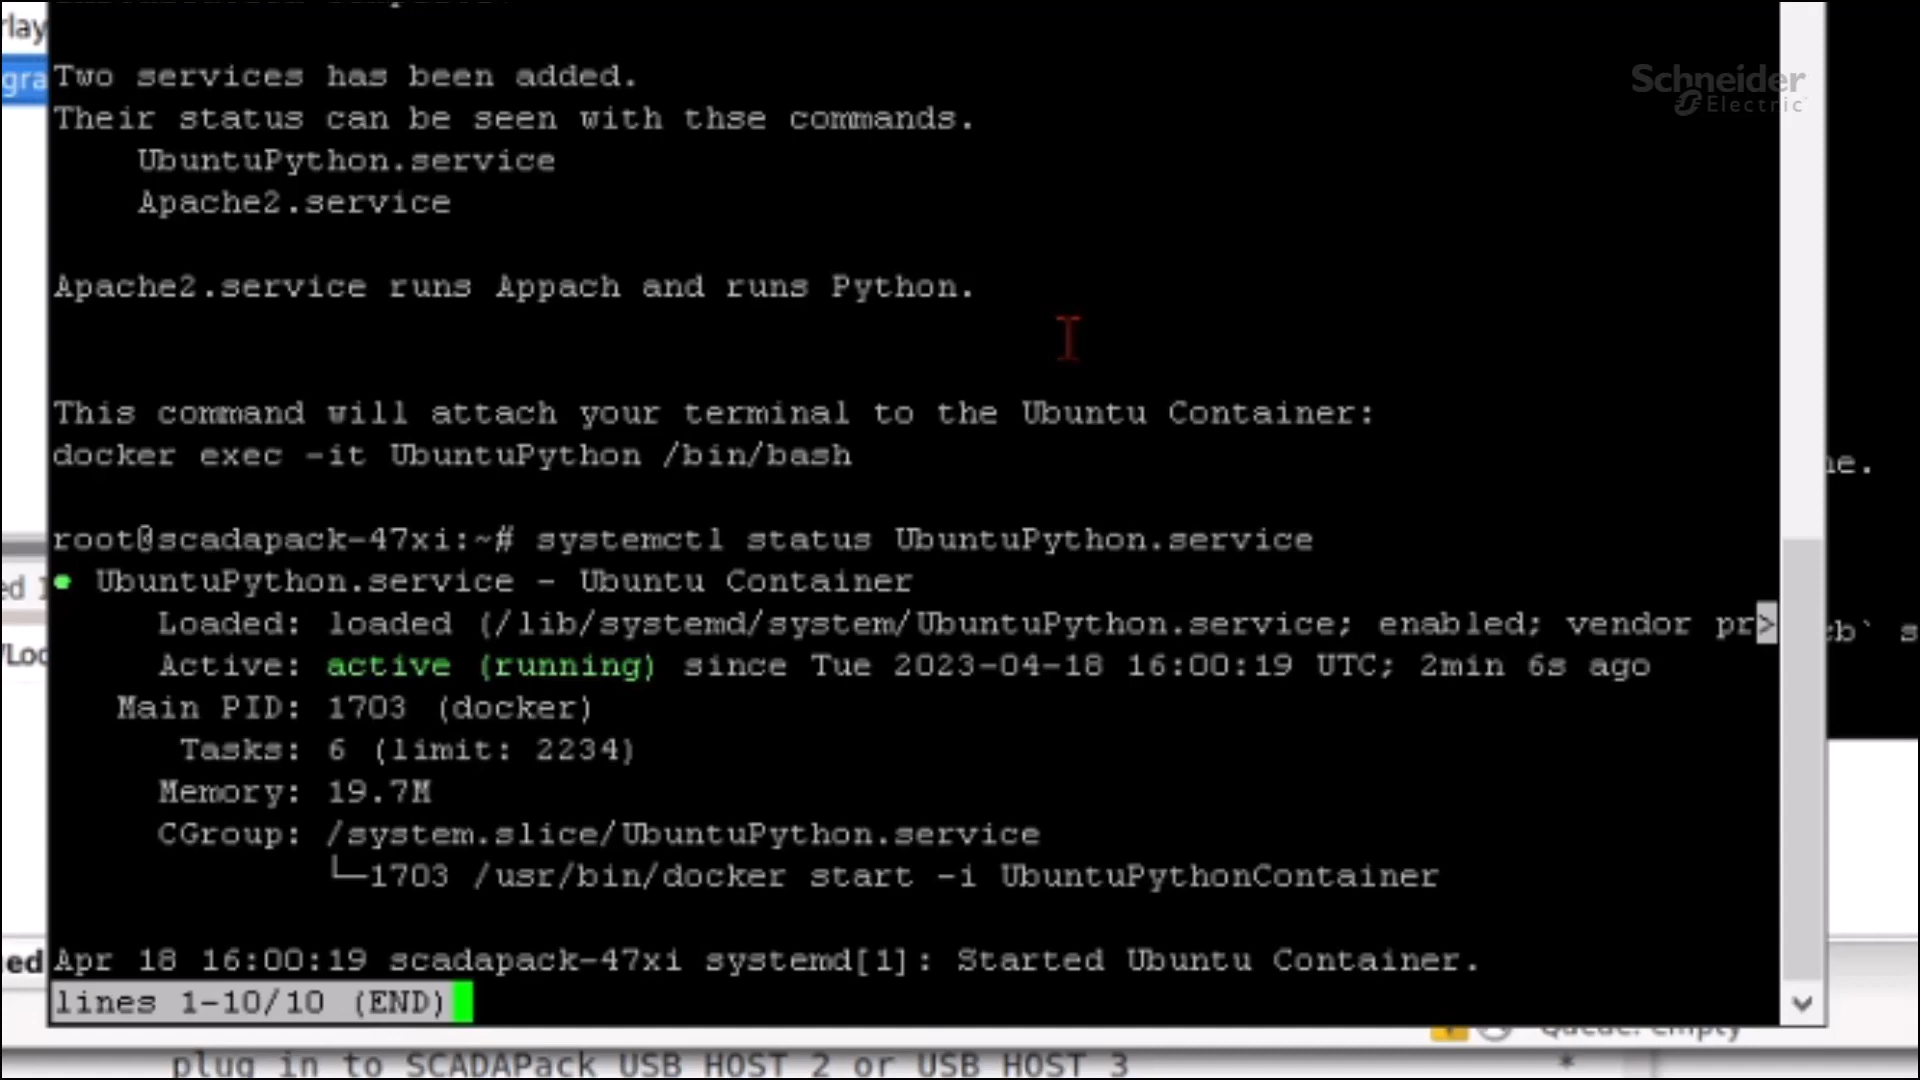 rlay
gra
Two services has been added.
Their status can be seen with thse commands.
UbuntuPython.service
Apache2.service
Schneider
Electric
Apache2.service runs Appach and runs Python.
This command will attach your terminal to the Ubuntu Container:
docker exec -it UbuntuPython /bin/bash
root@scadapack-47xi:~# systemctl status UbuntuPython.service
● UbuntuPython.service - Ubuntu Container
Loaded: loaded (/lib/systemd/system/UbuntuPython.service; enabled; vendor pr>
Active: active (running) since Tue 2023-04-18 16:00:19 UTC; 2min 6s ago
Main PID: 1703 (docker)
Tasks: 6 (limit: 2234)
Memory: 19.7M
CGroup: /system.slice/UbuntuPython.service
└─1703 /usr/bin/docker start -i UbuntuPythonContainer
Apr 18 16:00:19 scadapack-47xi systemd[1]: Started Ubuntu Container.
lines 1-10/10 (END)
Queue: empty
plug in to SCADAPack USB HOST 2 or USB HOST 3 *